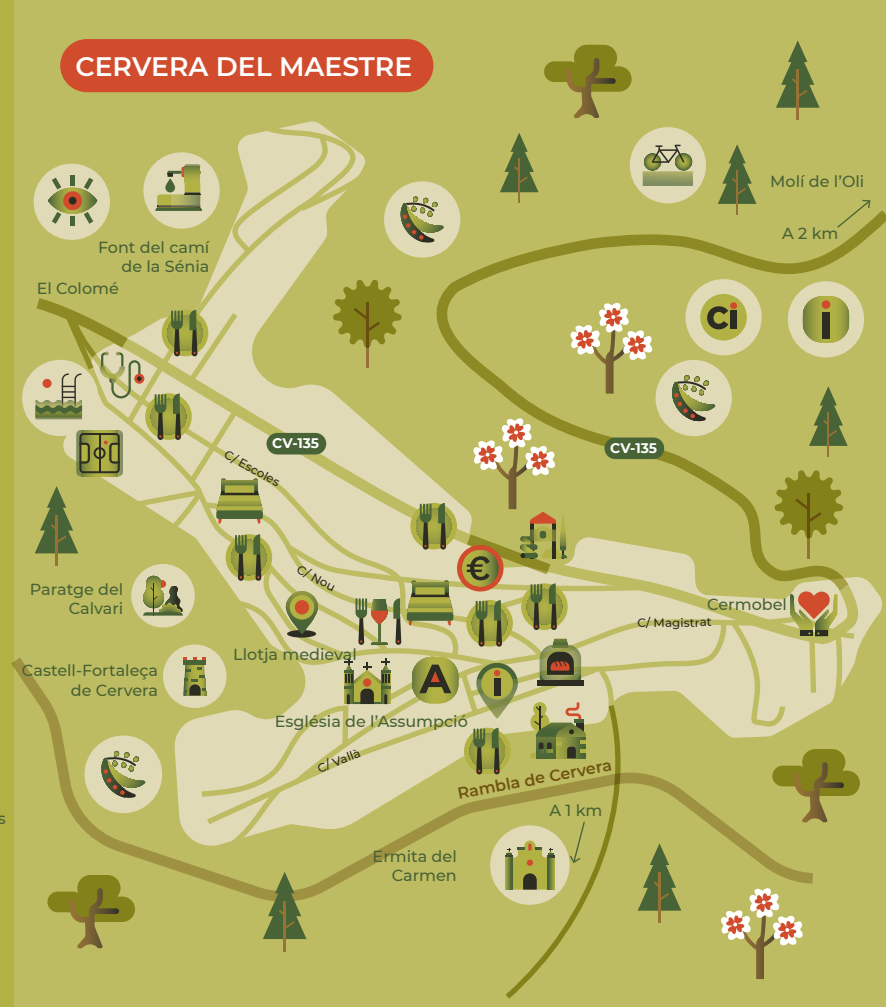 CERVERA DEL MAESTRE
Molí de l'Oli
A 2 km
Font del camí
de la Sénia
El Colomé
ci
i
CV-135
CV-135
C/ Escoles
€
C/ Nou
Paratge del
Calvari
Cermobel
C/ Magistrat
Llotja medieval
Castell-Fortaleça
de Cervera
A
i
Església de l'Assumpció
C/ Vallà
Rambla de Cervera
A 1 km
s
Ermita del
Carmen